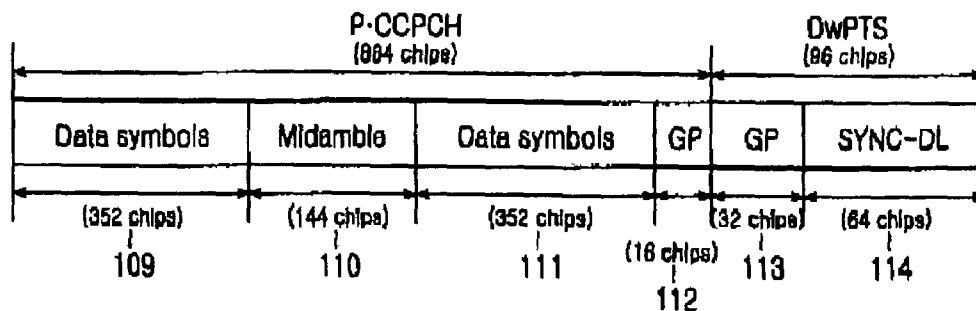 P·CCPCH
(864 chips)
DwPTS
(96 chips)
Data symbols
Midamble
Data symbols
GP
GP
SYNC-DL
(352 chips)
(144 chips)
(352 chips)
(16 chips)
(32 chips)
(64 chips)
109
110
111
112
113
114